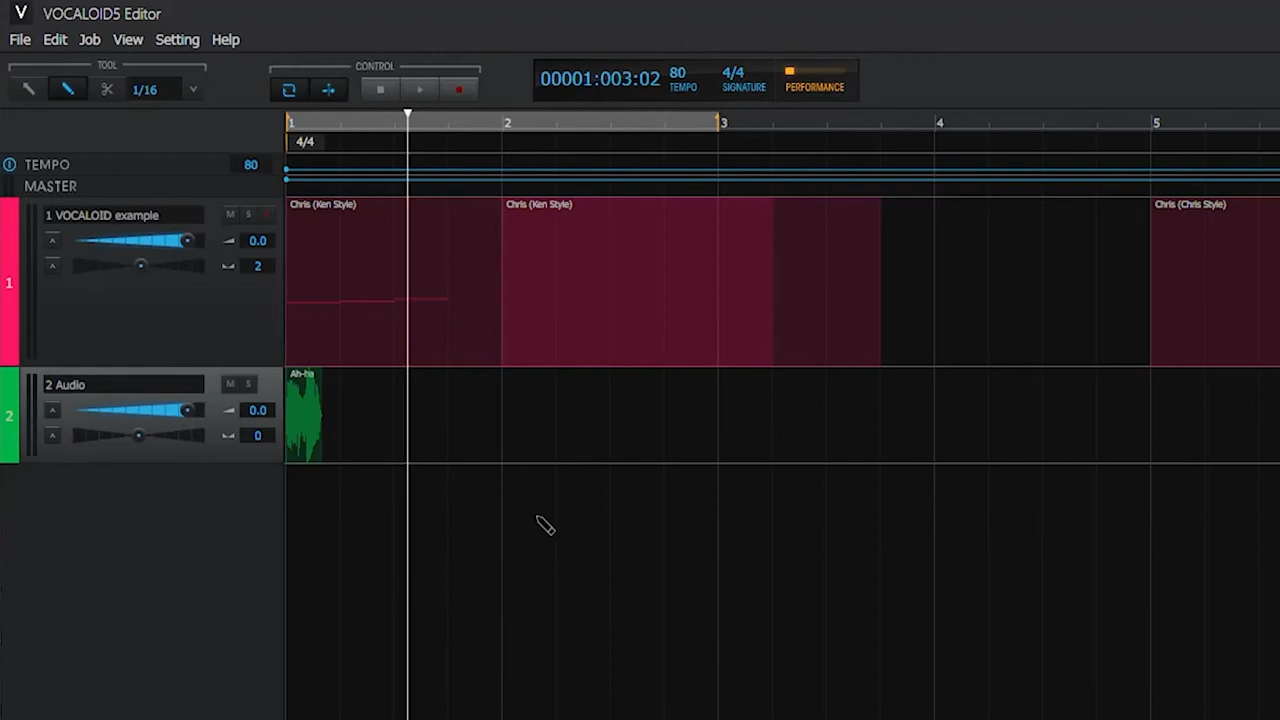 V VOCALOID5 Editor
File Edit Job View Setting Help
TOOL CONTROL
1/16
00001:003:02 80 TEMPO 4/4 SIGNATURE PERFORMANCE
1 2 3 4 5
4/4
TEMPO 80
MASTER
1 VOCALOID example M S
Chris (Ken Style) Chris (Ken Style) Chris (Chris Style)
0.0
2
1
Ah-ha
2 Audio M S
0.0
2
0